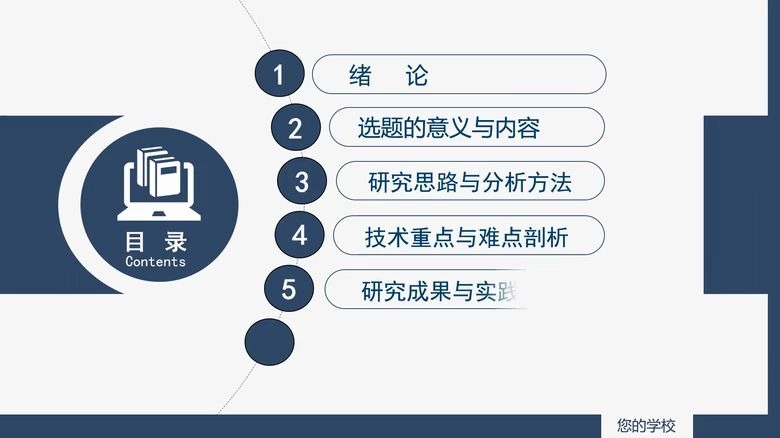 目 录
Contents
1 绪 论
2 选题的意义与内容
3 研究思路与分析方法
4 技术重点与难点剖析
5 研究成果与实践
您的学校